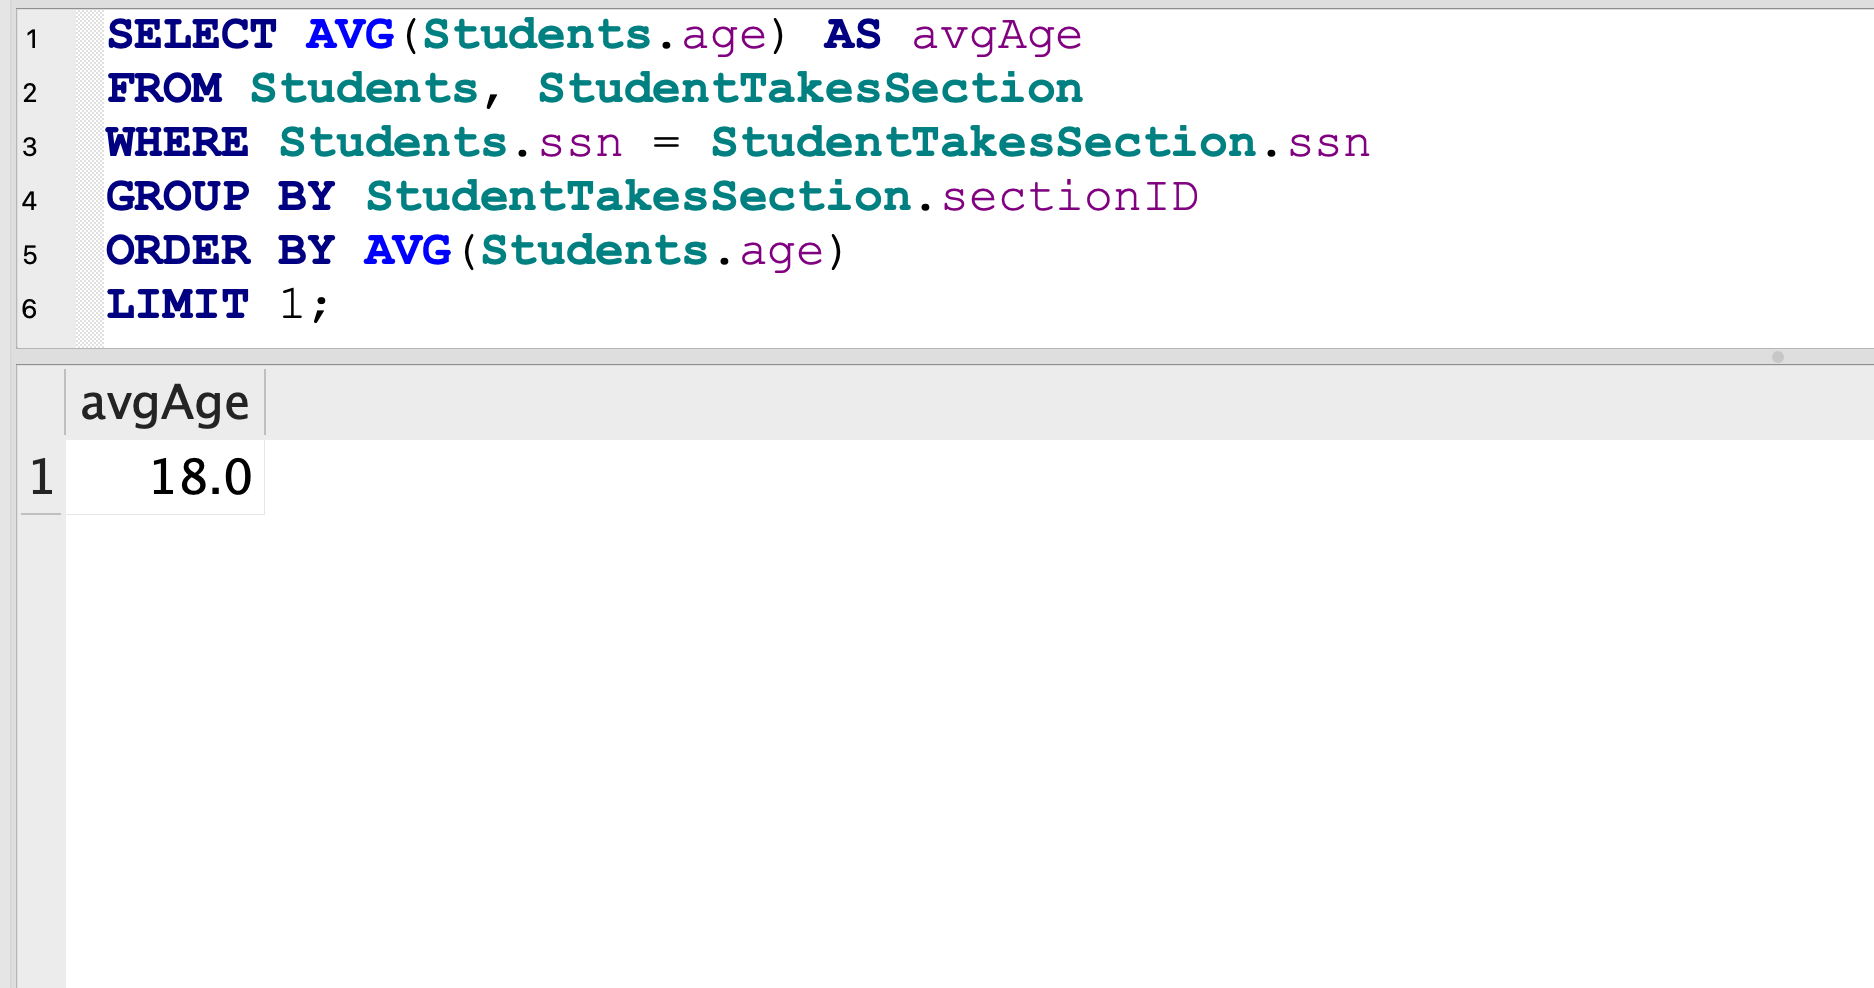 1 SELECT AVG(Students.age) AS avgAge
2 FROM Students, StudentTakesSection
3 WHERE Students.ssn = StudentTakesSection.ssn
4 GROUP BY StudentTakesSection.sectionID
5 ORDER BY AVG(Students.age)
6 LIMIT 1;
avgAge
1 18.0